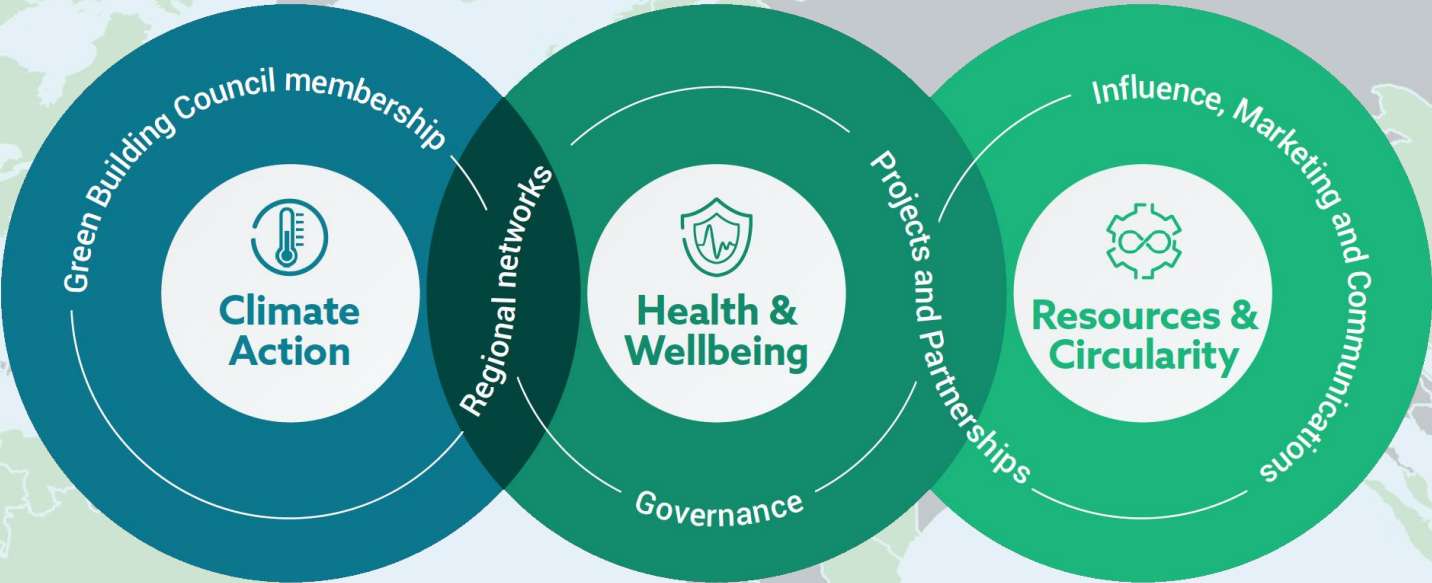 Green Building Council membership
Climate
Action
Regional networks
Health &
Wellbeing
Governance
Projects and Partnerships
Resources &
Circularity
Influence, Marketing and Communications